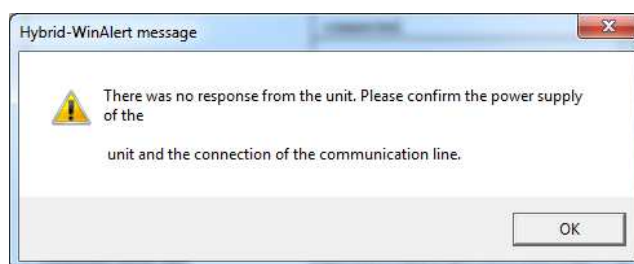 Hybrid-WinAlert message
There was no response from the unit. Please confirm the power supply
of the
unit and the connection of the communication line.
OK